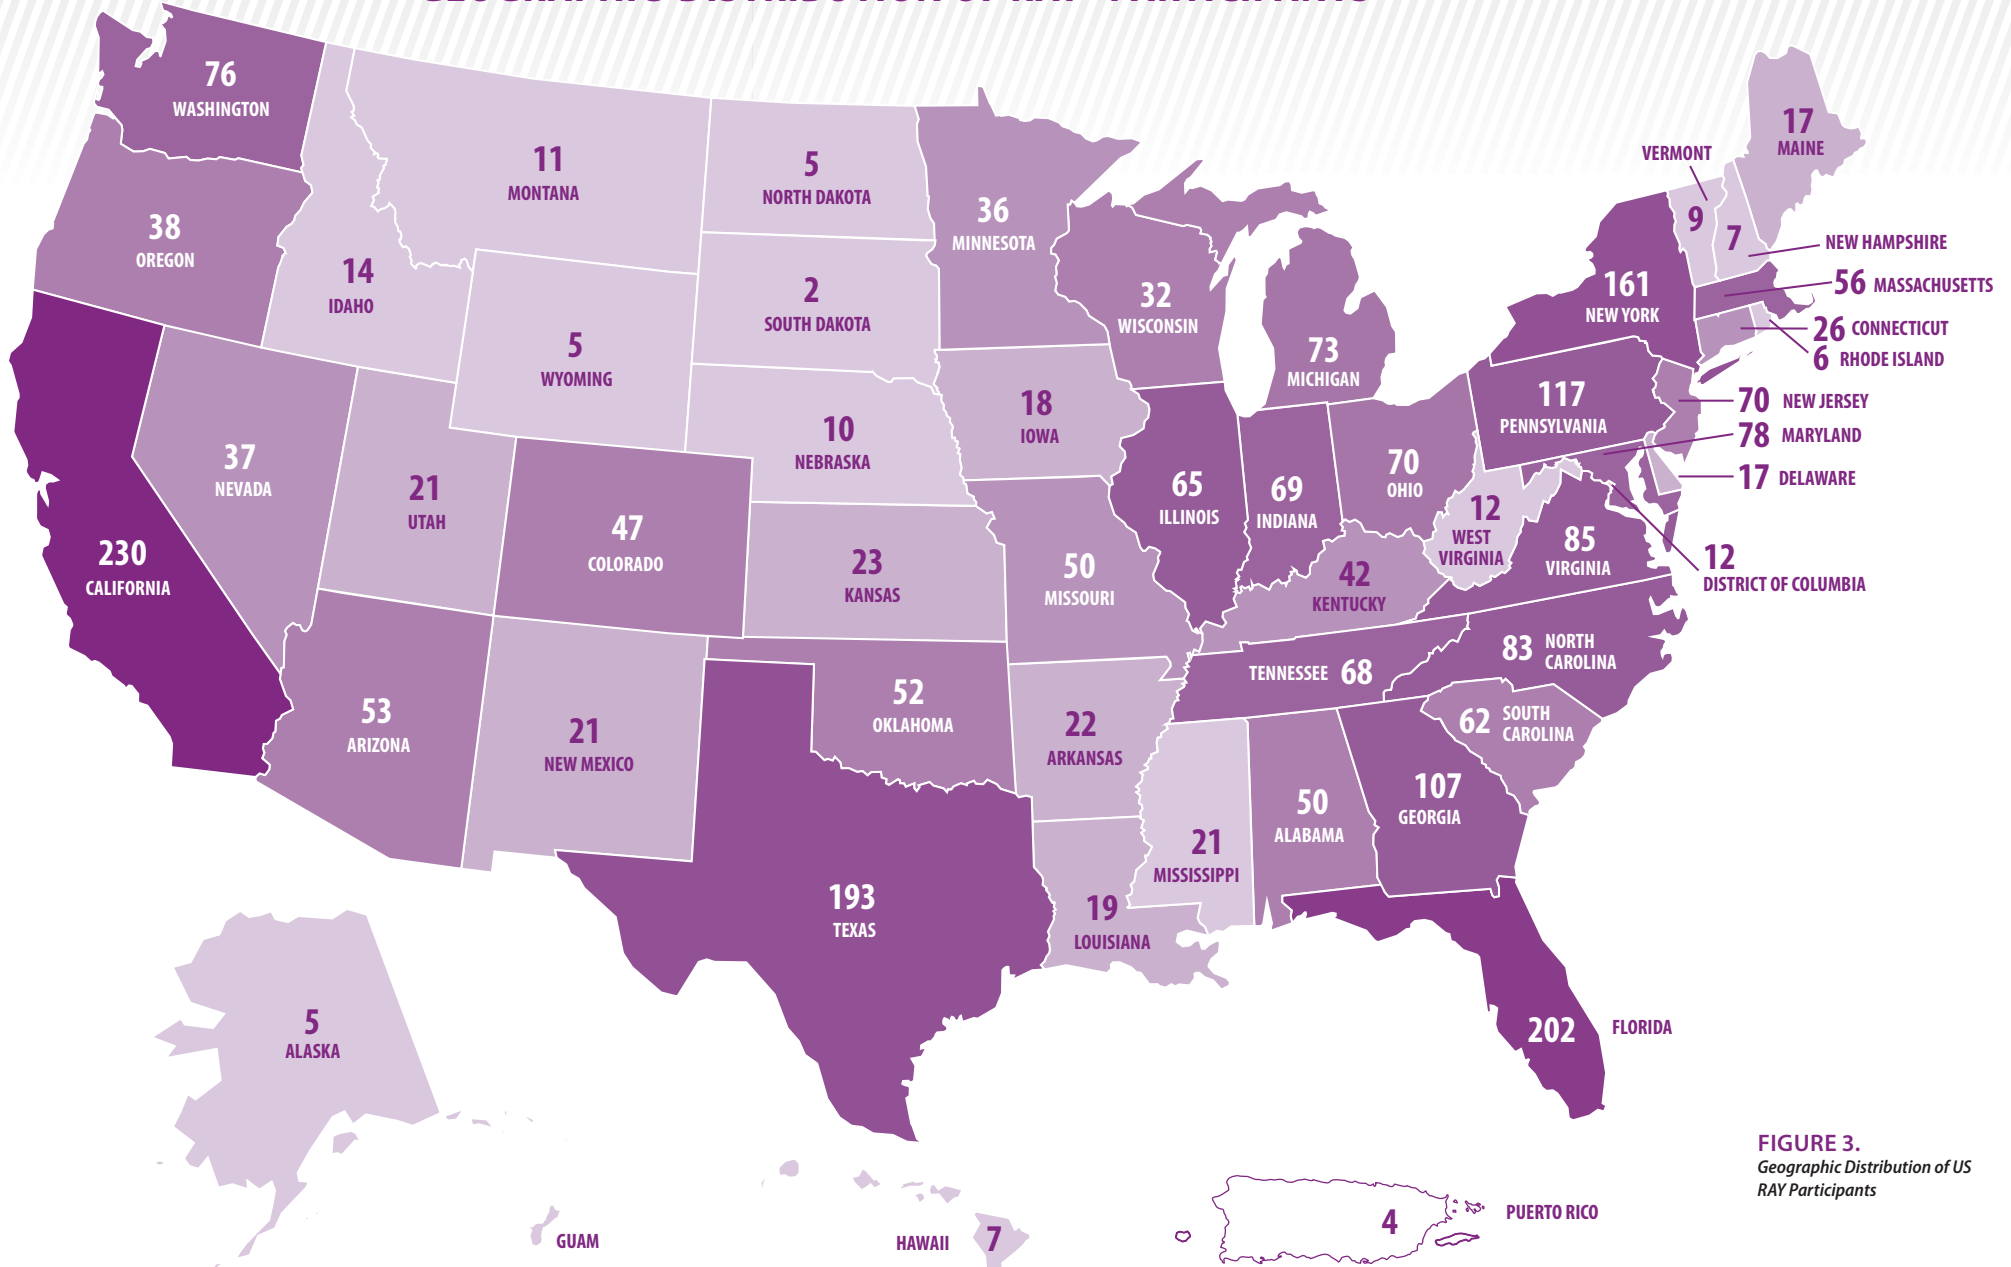 76
WASHINGTON
38
OREGON
14
IDAHO
11
MONTANA
5
NORTH DAKOTA
2
SOUTH DAKOTA
36
MINNESOTA
32
WISCONSIN
73
MICHIGAN
VERMONT
9
7
NEW HAMPSHIRE
17
MAINE
161
NEW YORK
56 MASSACHUSETTS
26 CONNECTICUT
6 RHODE ISLAND
117
PENNSYLVANIA
70 NEW JERSEY
78 MARYLAND
17 DELAWARE
12
DISTRICT OF COLUMBIA
5
WYOMING
10
NEBRASKA
18
IOWA
65
ILLINOIS
69
INDIANA
70
OHIO
12
WEST
VIRGINIA
85
VIRGINIA
230
CALIFORNIA
37
NEVADA
21
UTAH
47
COLORADO
23
KANSAS
50
MISSOURI
42
KENTUCKY
TENNESSEE 68
83 NORTH
CAROLINA
62 SOUTH
CAROLINA
53
ARIZONA
21
NEW MEXICO
52
OKLAHOMA
22
ARKANSAS
21
MISSISSIPPI
50
ALABAMA
107
GEORGIA
193
TEXAS
19
LOUISIANA
202
FLORIDA
5
ALASKA
GUAM
HAWAII 7
4
PUERTO RICO
FIGURE 3.
Geographic Distribution of US
RAY Participants